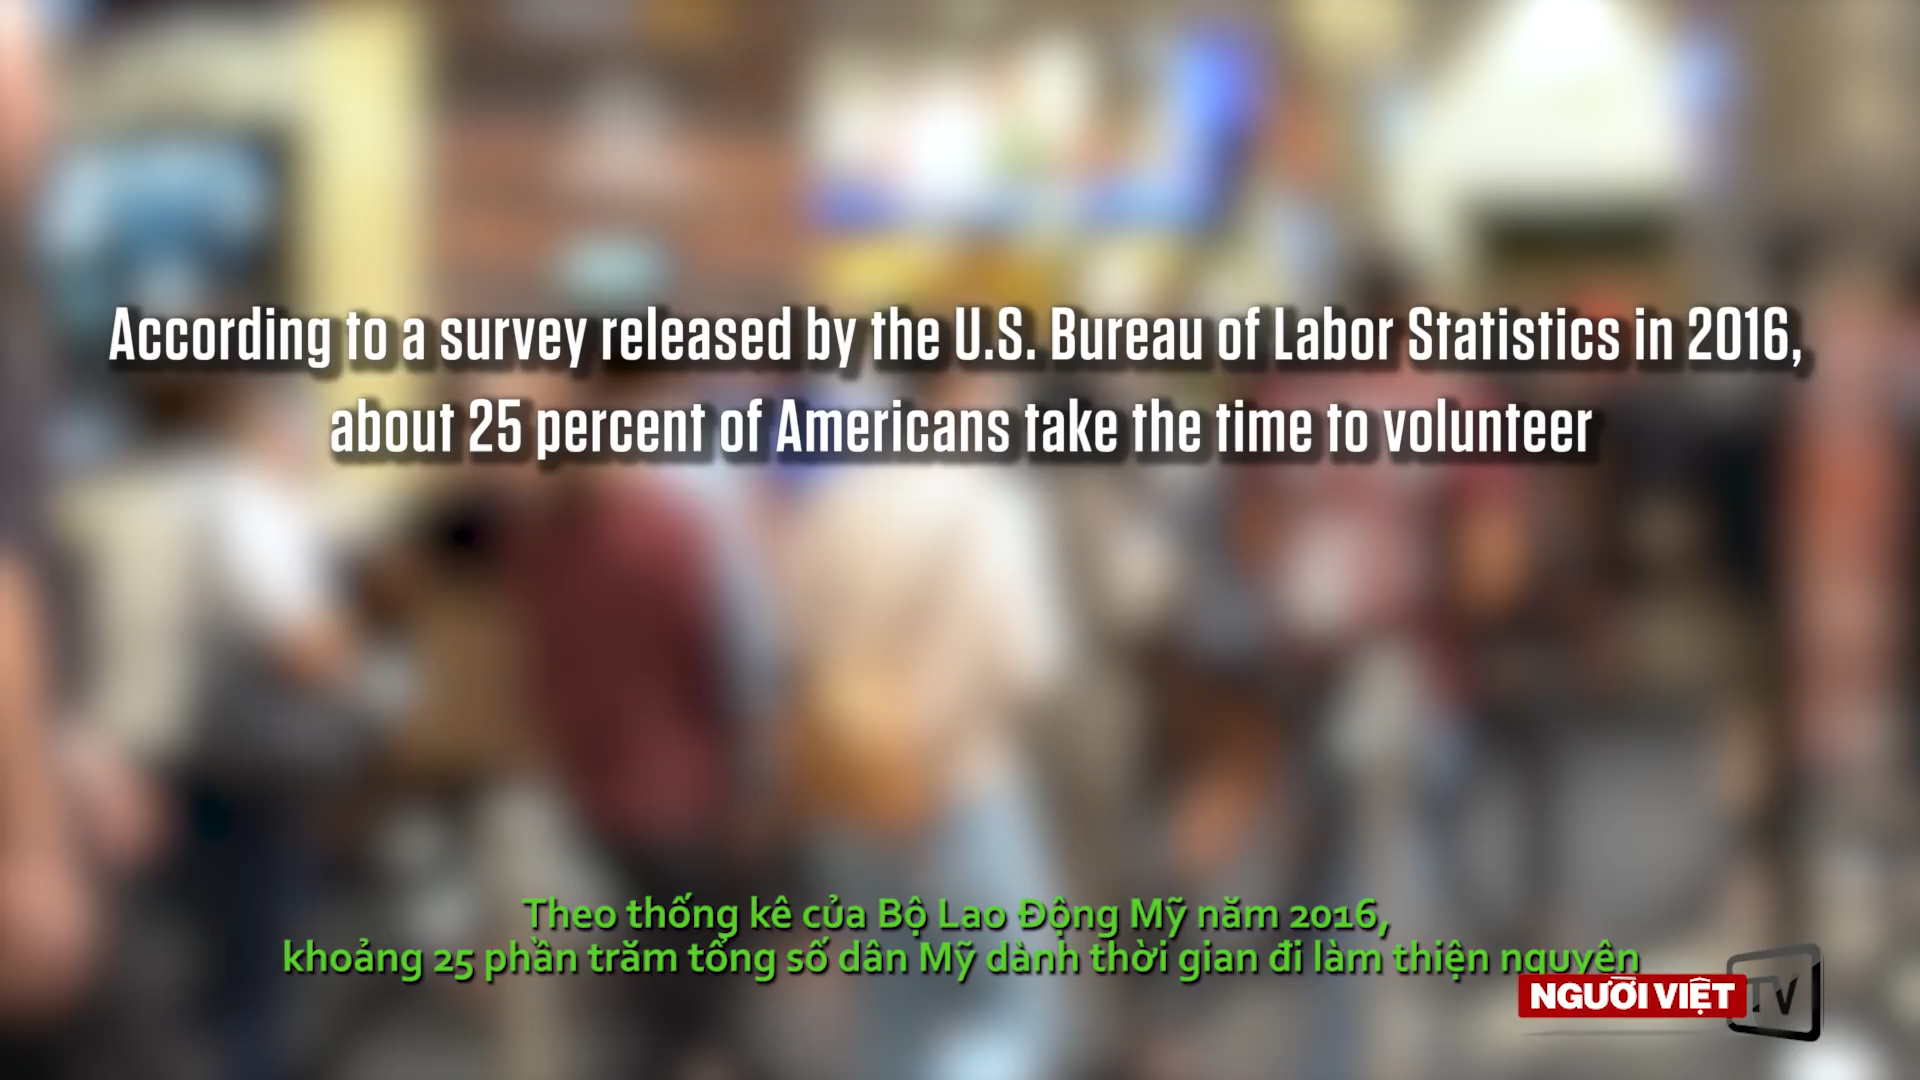 According to a survey released by the U.S. Bureau of Labor Statistics in 2016,
about 25 percent of Americans take the time to volunteer
Theo thống kê của Bộ Lao Động Mỹ năm 2016,
khoảng 25 phần trăm tổng số dân Mỹ dành thời gian đi làm thiện nguyên
NGƯỜI VIỆT TV